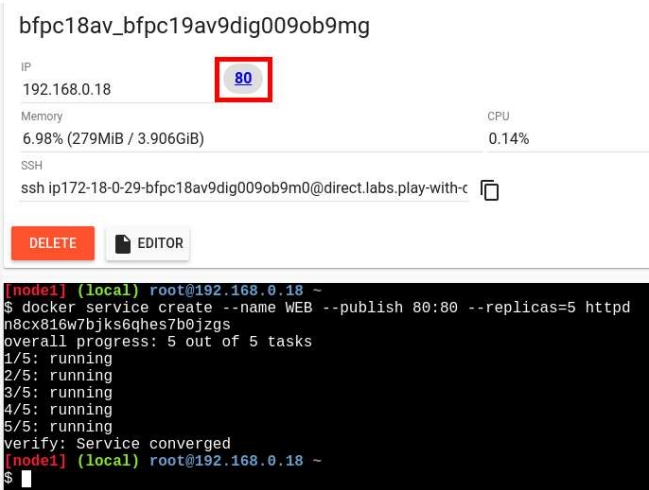 bfpc18av_bfpc19av9dig009ob9mg
IP
192.168.0.18
80
Memory
6.98% (279MiB / 3.906GiB)
CPU
0.14%
SSH
ssh ip172-18-0-29-bfpc18av9dig009ob9m0@direct.labs.play-with-c
DELETE
EDITOR
[node1] (local) root@192.168.0.18 ~
$ docker service create --name WEB --publish 80:80 --replicas=5 httpd
n8cx816w7bjks6qhes7b0jzgs
overall progress: 5 out of 5 tasks
1/5: running
2/5: running
3/5: running
4/5: running
5/5: running
verify: Service converged
[node1] (local) root@192.168.0.18 ~
$